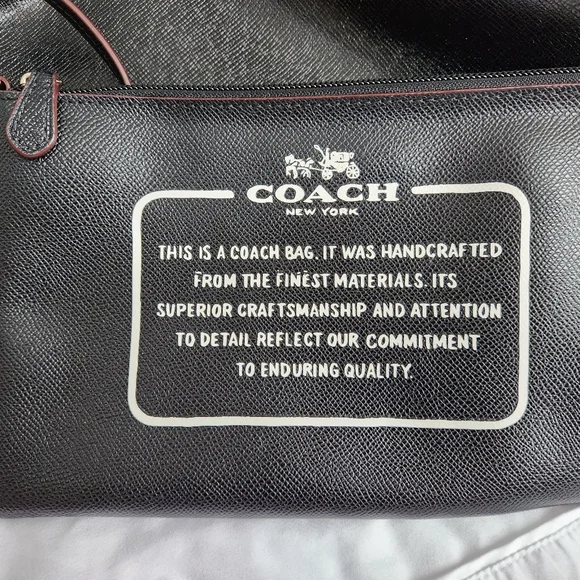 COACH
NEW YORK
THIS IS A COACH BAG. IT WAS HANDCRAFTED
FROM THE FINEST MATERIALS. ITS
SUPERIOR CRAFTSMANSHIP AND ATTENTION
TO DETAIL REFLECT OUR COMMITMENT
TO ENDURING QUALITY.